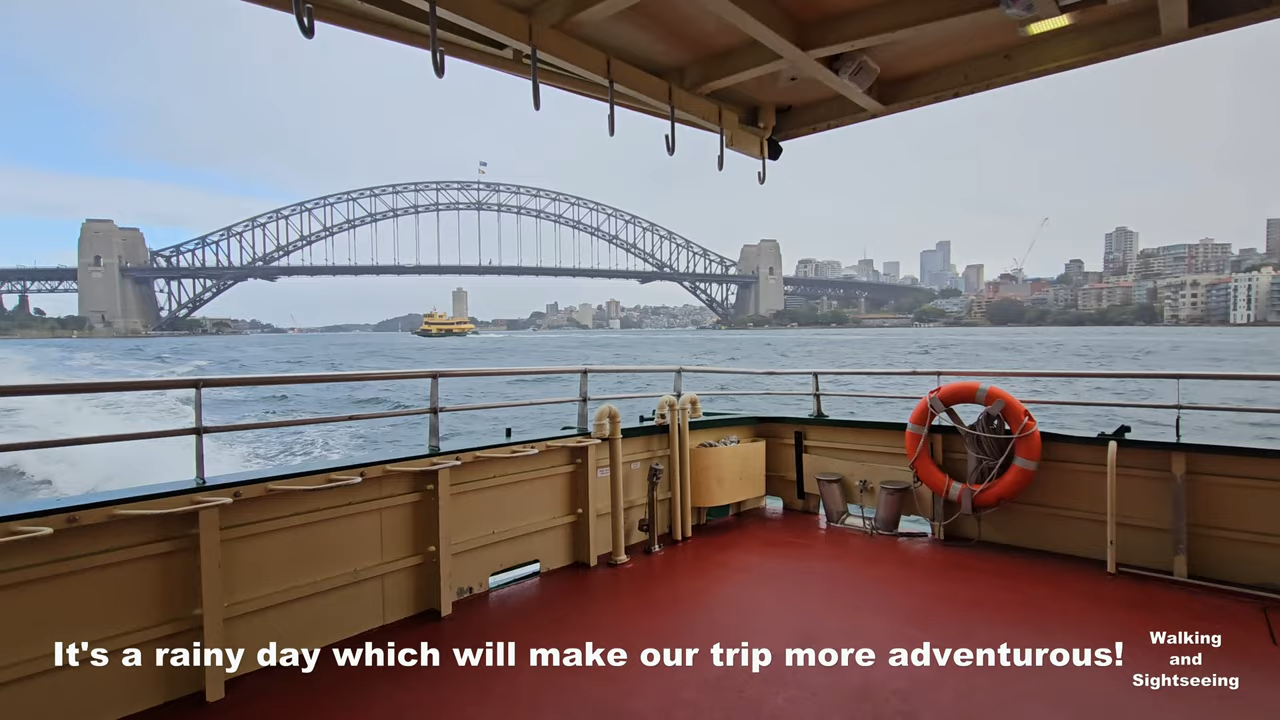 It's a rainy day which will make our trip more adventurous!
Walking
and
Sightseeing